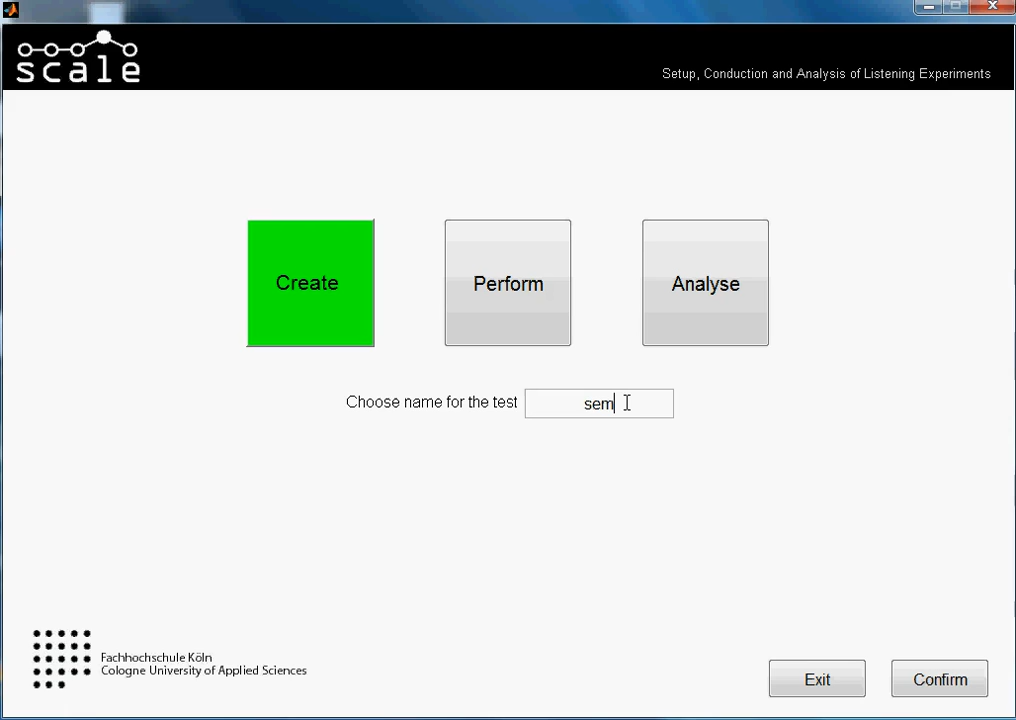 scale
Setup, Conduction and Analysis of Listening Experiments
Create
Perform
Analyse
Choose name for the test
sem
Fachhochschule Köln
Cologne University of Applied Sciences
Exit
Confirm